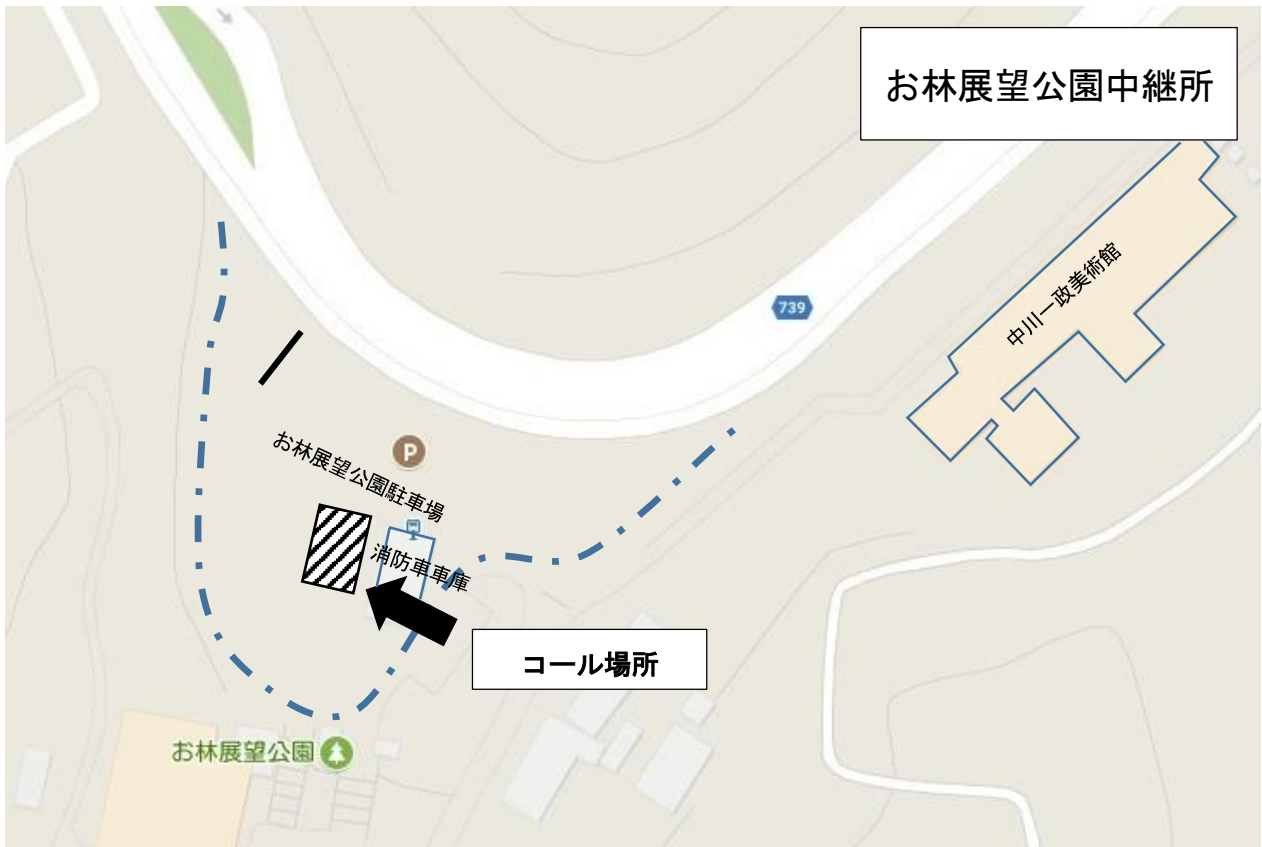 お林展望公園中継所
中川一政美術館
739
P
お林展望公園駐車場
消防車車庫
コール場所
お林展望公園